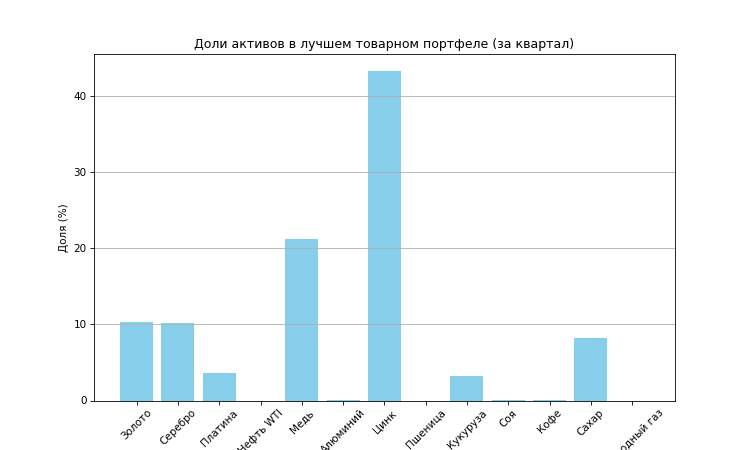 Доли активов в лучшем товарном портфеле (за квартал)
Доля (%)
40
30
20
10
0
Золото
Серебро
Платина
Нефть WTI
Медь
Алюминий
Цинк
Пшеница
Кукуруза
Соя
Кофе
Сахар
газ